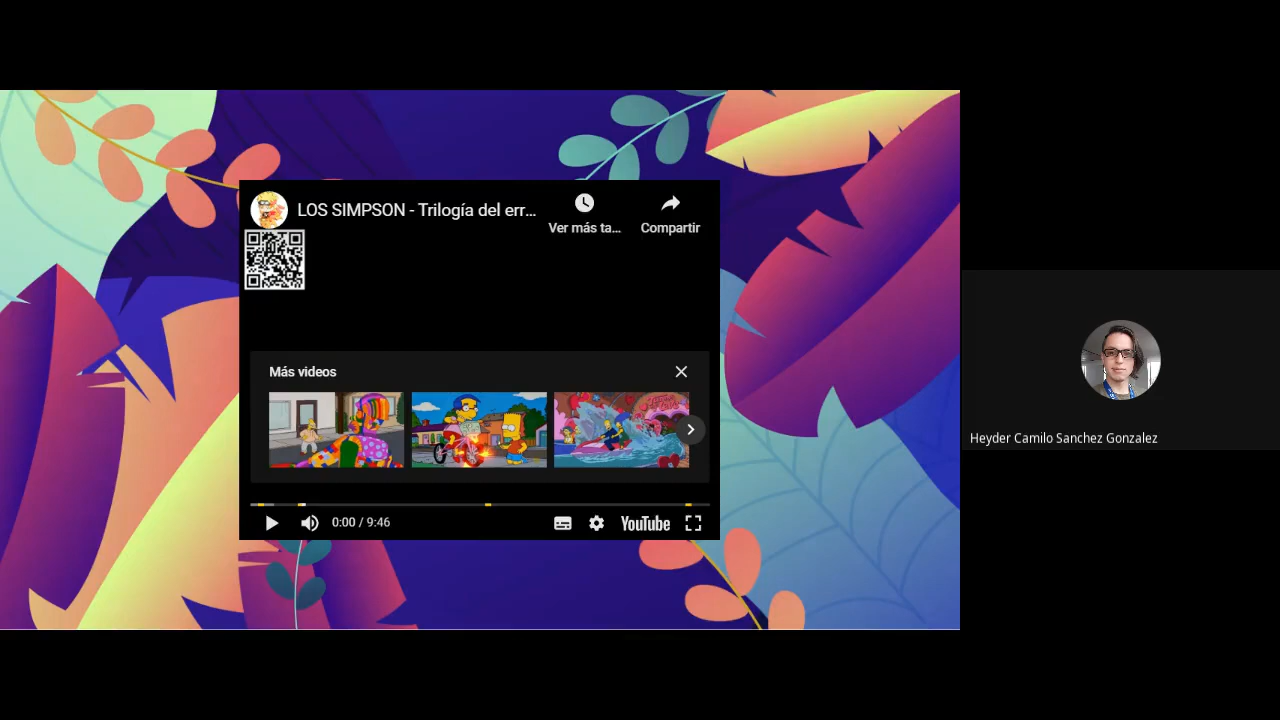 LOS SIMPSON - Trilogía del err...
Ver más ta...
Compartir
Más videos
0:00 / 9:46
YouTube
Heyder Camilo Sanchez Gonzalez